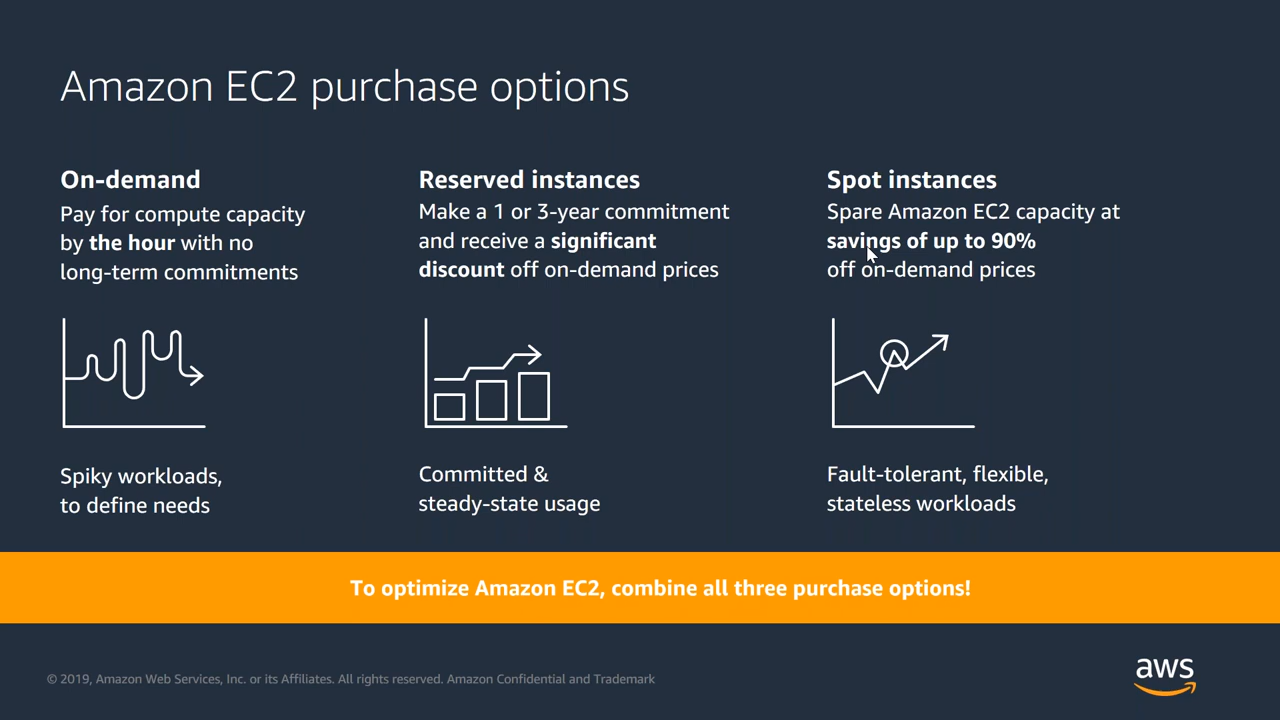 Amazon EC2 purchase options
On-demand
Pay for compute capacity
by the hour with no
long-term commitments
Spiky workloads,
to define needs
Reserved instances
Make a 1 or 3-year commitment
and receive a significant
discount off on-demand prices
Committed &
steady-state usage
Spot instances
Spare Amazon EC2 capacity at
savings of up to 90%
off on-demand prices
Fault-tolerant, flexible,
stateless workloads
To optimize Amazon EC2, combine all three purchase options!
© 2019, Amazon Web Services, Inc. or its Affiliates. All rights reserved. Amazon Confidential and Trademark
aws